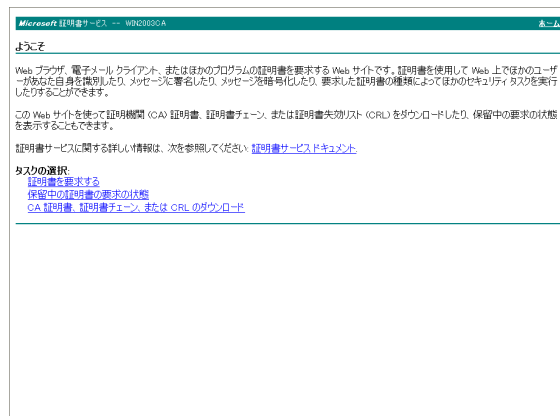 Microsoft 証明書サービス -- WIN2003CA ホーム
ようこそ
Web ブラウザ、電子メール クライアント、またはほかのプログラムの証明書を要求する Web サイトです。証明書を使用して Web 上でほかのユーザ
ーがあなた自身を識別したり、メッセージに署名したり、メッセージを暗号化したり、要求した証明書の種類によってほかのセキュリティ タスクを実行
したりすることができます。
この Web サイトを使って証明機関 (CA) 証明書、証明書チェーン、または証明書失効リスト (CRL) をダウンロードしたり、保留中の要求の状態
を表示することもできます。
証明書サービスに関する詳しい情報は、次を参照してください: 証明書サービス ドキュメント.
タスクの選択:
証明書を要求する
保留中の証明書の要求の状態
CA 証明書、証明書チェーン、または CRL のダウンロード